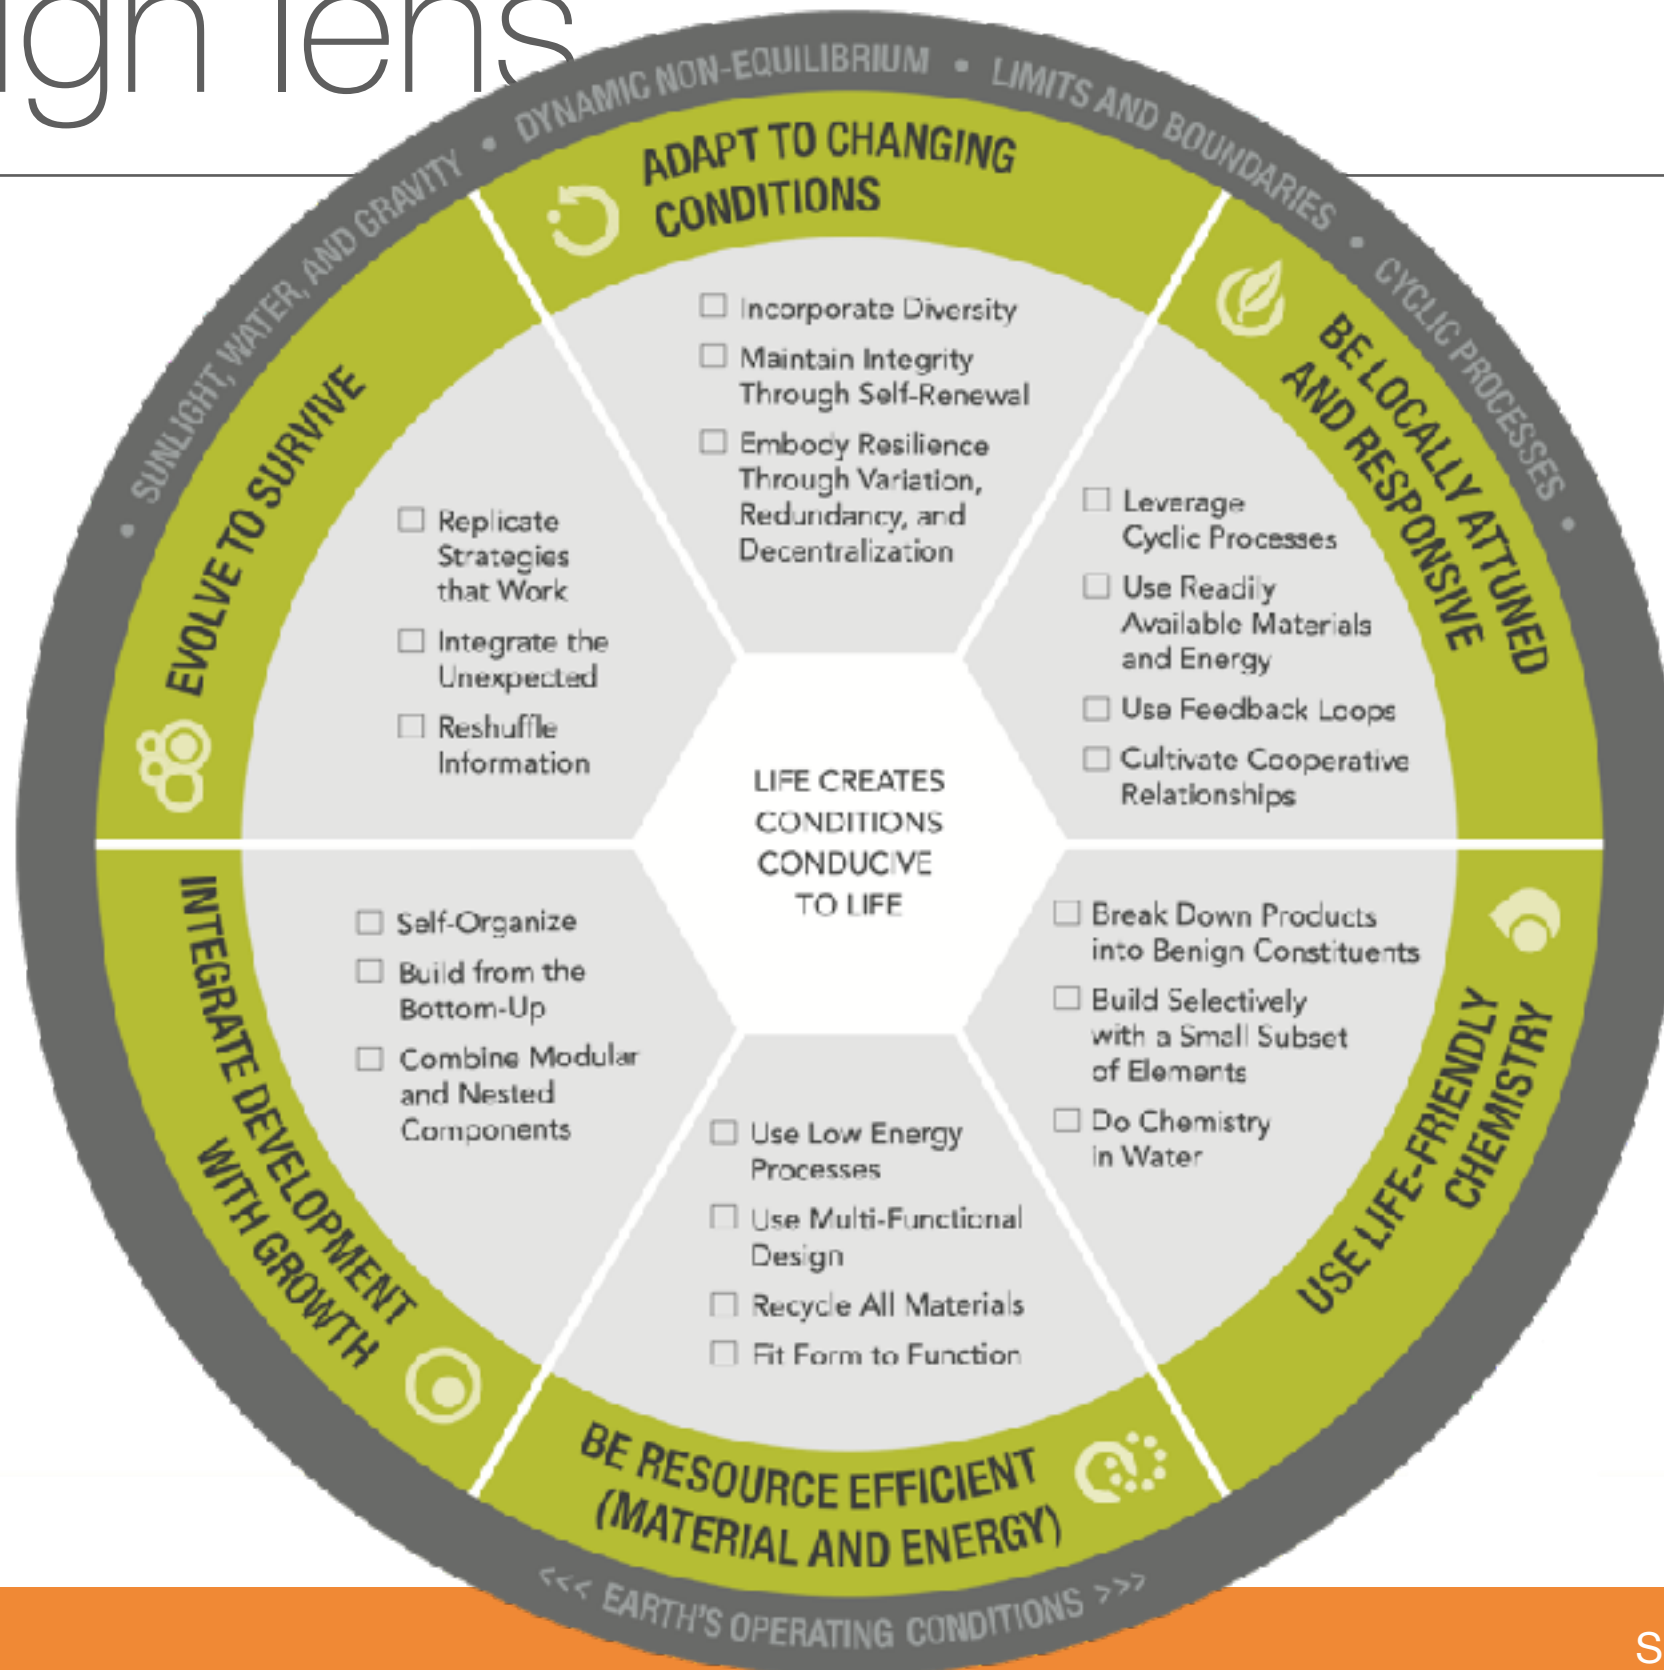 ign lens
• SUNLIGHT, WATER, AND GRAVITY • DYNAMIC NON-EQUILIBRIUM • LIMITS AND BOUNDARIES • CYCLIC PROCESSES •
ADAPT TO CHANGING
CONDITIONS
Incorporate Diversity
Maintain Integrity
Through Self-Renewal
Embody Resilience
Through Variation,
Redundancy, and
Decentralization
BE LOCALLY ATTUNED
AND RESPONSIVE
Leverage
Cyclic Processes
Use Readily
Available Materials
and Energy
Use Feedback Loops
Cultivate Cooperative
Relationships
USE LIFE-FRIENDLY
CHEMISTRY
Break Down Products
into Benign Constituents
Build Selectively
with a Small Subset
of Elements
Do Chemistry
in Water
BE RESOURCE EFFICIENT
(MATERIAL AND ENERGY)
Use Low Energy
Processes
Use Multi-Functional
Design
Recycle All Materials
Fit Form to Function
INTEGRATE DEVELOPMENT
WITH GROWTH
Self-Organize
Build from the
Bottom-Up
Combine Modular
and Nested
Components
EVOLVE TO SURVIVE
Replicate
Strategies
that Work
Integrate the
Unexpected
Reshuffle
Information
LIFE CREATES
CONDITIONS
CONDUCIVE
TO LIFE
<<< EARTH'S OPERATING CONDITIONS >>>
S